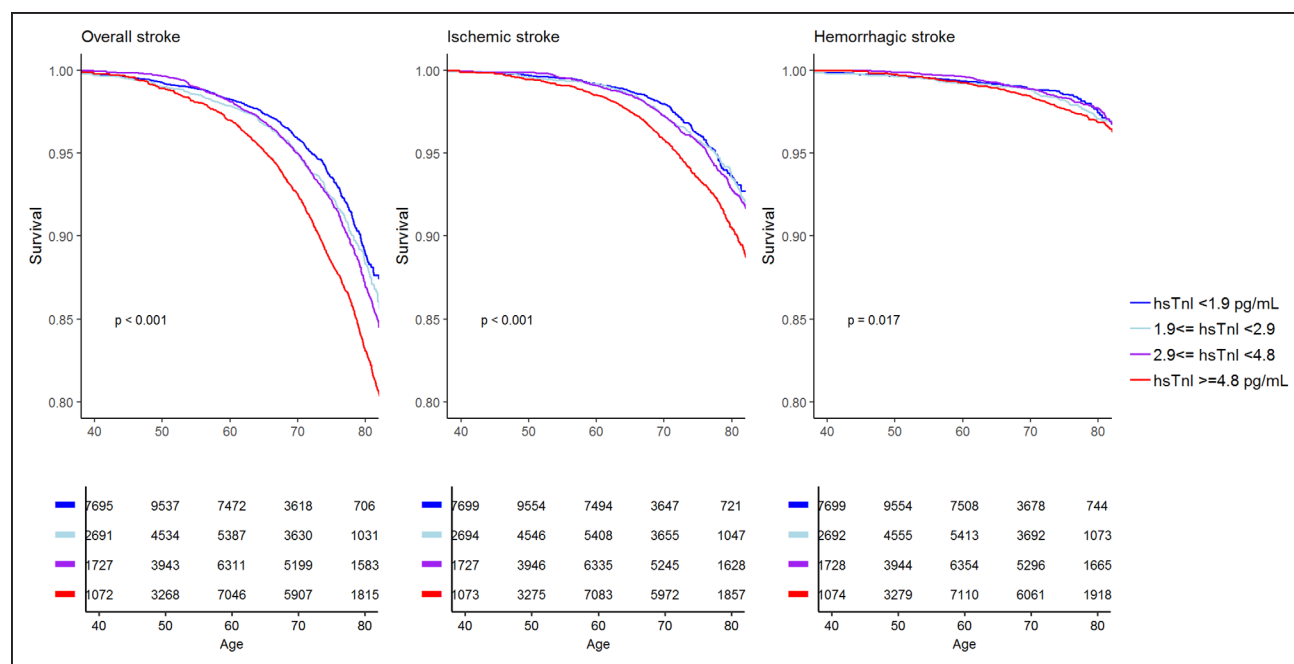 Overall stroke
Ischemic stroke
Hemorrhagic stroke
1.00
0.95
0.90
0.85
0.80
Survival
p < 0.001
40 50 60 70 80
1.00
0.95
0.90
0.85
0.80
Survival
p < 0.001
40 50 60 70 80
1.00
0.95
0.90
0.85
0.80
Survival
p = 0.017
40 50 60 70 80
hsTnI <1.9 pg/mL
1.9<= hsTnI <2.9
2.9<= hsTnI <4.8
hsTnI >=4.8 pg/mL
7695 9537 7472 3618 706
2691 4534 5387 3630 1031
1727 3943 6311 5199 1583
1072 3268 7046 5907 1815
40 50 60 70 80
Age
7699 9554 7494 3647 721
2694 4546 5408 3655 1047
1727 3946 6335 5245 1628
1073 3275 7083 5972 1857
40 50 60 70 80
Age
7699 9554 7508 3678 744
2692 4555 5413 3692 1073
1728 3944 6354 5296 1665
1074 3279 7110 6061 1918
40 50 60 70 80
Age